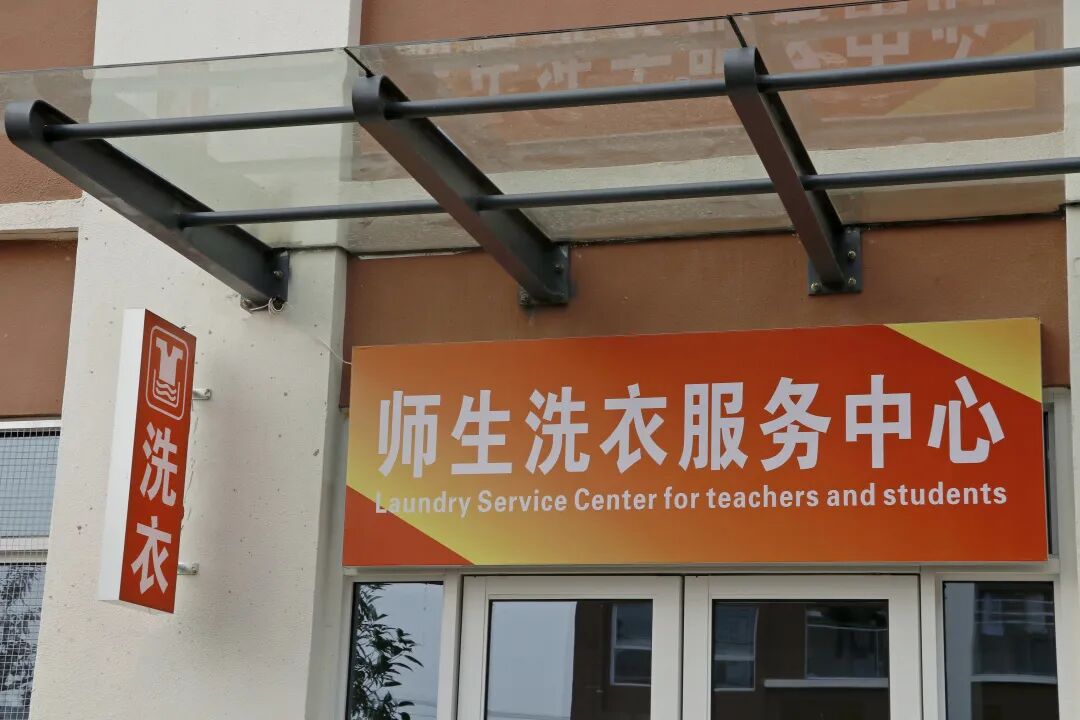 洗衣
师生洗衣服务中心
Laundry Service Center for teachers and students